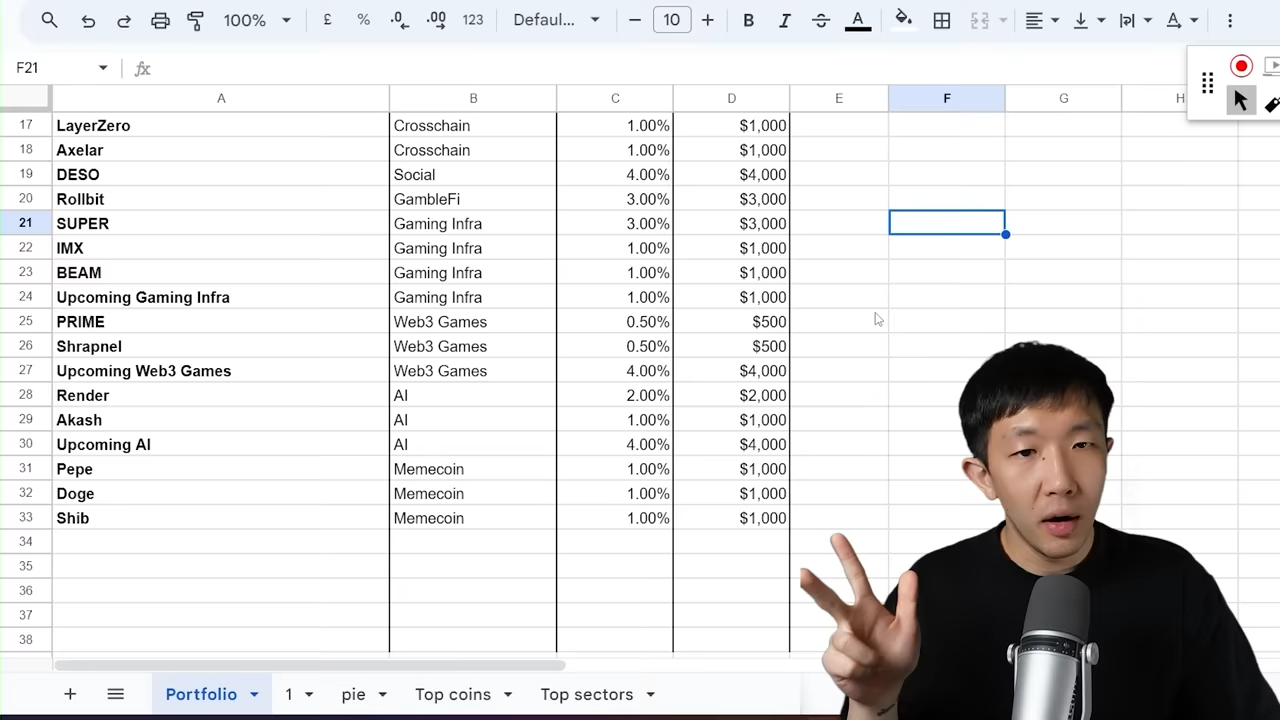 100% £ % .0 .00 123 Defaul... 10 B I A
F21 fx
A B C D E F G H
17 LayerZero Crosschain 1.00% $1,000
18 Axelar Crosschain 1.00% $1,000
19 DESO Social 4.00% $4,000
20 Rollbit GambleFi 3.00% $3,000
21 SUPER Gaming Infra 3.00% $3,000
22 IMX Gaming Infra 1.00% $1,000
23 BEAM Gaming Infra 1.00% $1,000
24 Upcoming Gaming Infra Gaming Infra 1.00% $1,000
25 PRIME Web3 Games 0.50% $500
26 Shrapnel Web3 Games 0.50% $500
27 Upcoming Web3 Games Web3 Games 4.00% $4,000
28 Render AI 2.00% $2,000
29 Akash AI 1.00% $1,000
30 Upcoming AI AI 4.00% $4,000
31 Pepe Memecoin 1.00% $1,000
32 Doge Memecoin 1.00% $1,000
33 Shib Memecoin 1.00% $1,000
34
35
36
37
38
Portfolio 1 pie Top coins Top sectors